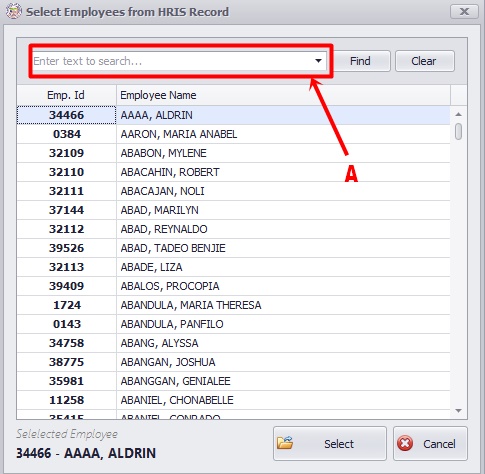 Select Employees from HRIS Record
Enter text to search... Find Clear
Emp. Id Employee Name
34466 AAAA, ALDRIN
0384 AARON, MARIA ANABEL
32109 ABABON, MYLENE
32110 ABACAHIN, ROBERT
32111 ABACAJAN, NOLI
37144 ABAD, MARILYN
32112 ABAD, REYNALDO
39526 ABAD, TADEO BENJIE
32113 ABADE, LIZA
39409 ABALOS, PROCOPIA
1724 ABANDULA, MARIA THERESA
0143 ABANDULA, PANFILO
34758 ABANG, ALYSSA
38775 ABANGAN, JOSHUA
35981 ABANGGAN, GENIALEE
11258 ABANIEL, CHONABELLE
35415 ABANIEL, CONRADO
A
Selelected Employee
34466 - AAAA, ALDRIN
Select Cancel